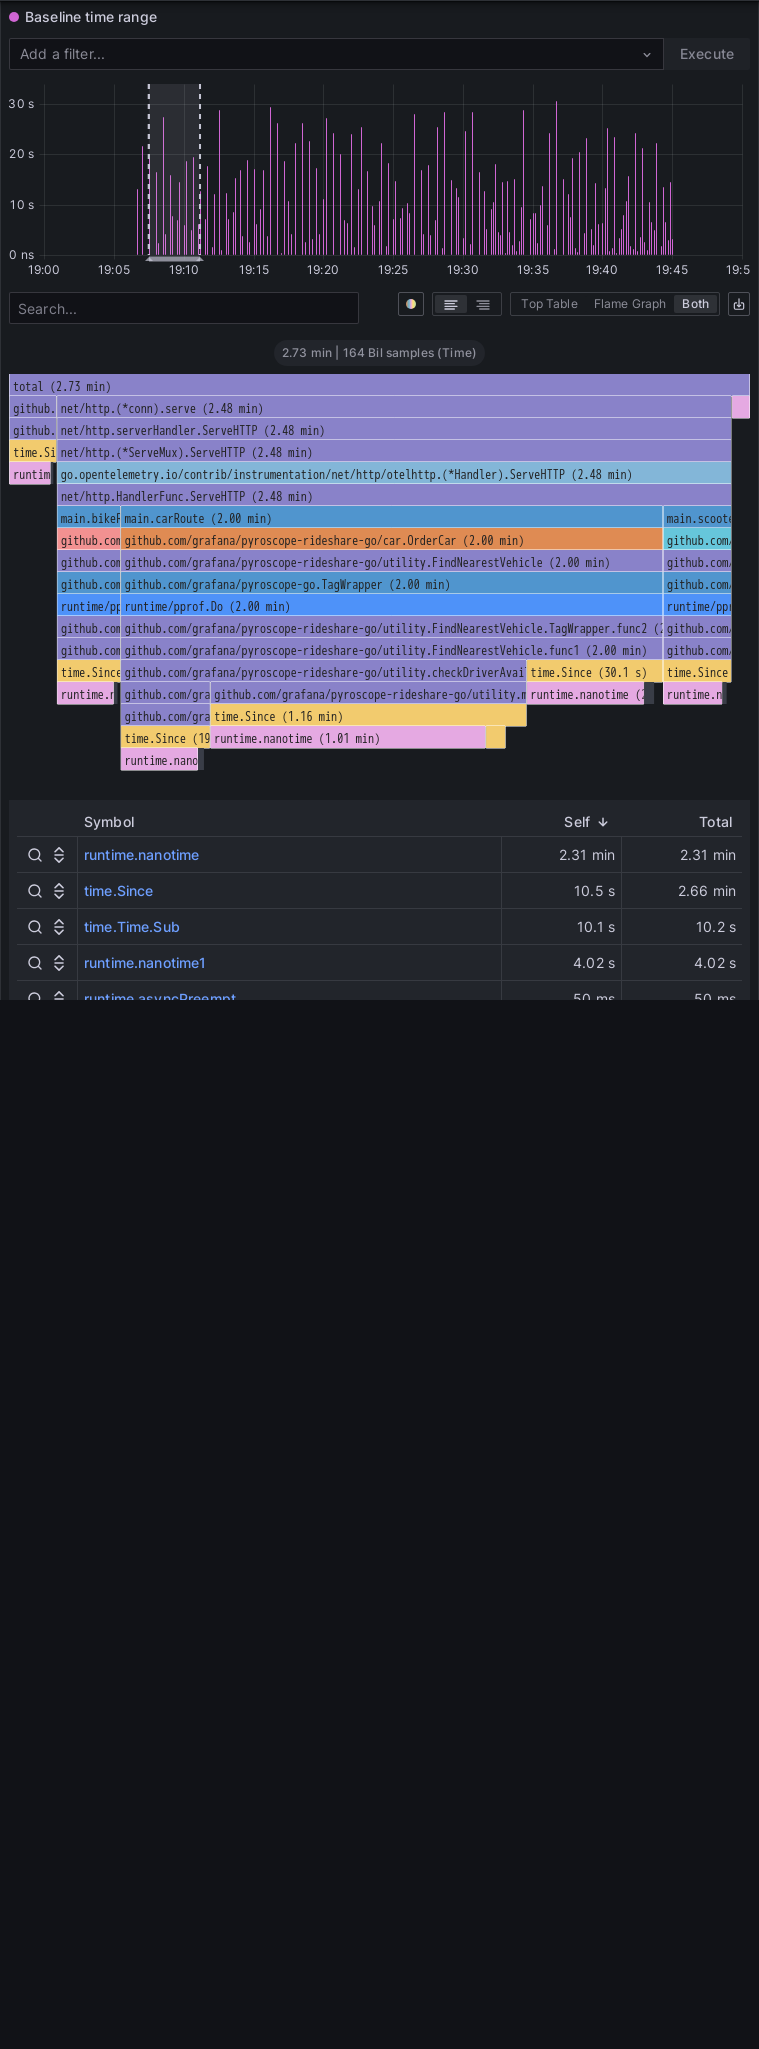 Baseline time range
Add a filter... Execute
30 s
20 s
10 s
0 ns
19:00 19:05 19:10 19:15 19:20 19:25 19:30 19:35 19:40 19:45 19:5
Search... Top Table Flame Graph Both
2.73 min | 164 Bil samples (Time)
total (2.73 min)
github. net/http.(*conn).serve (2.48 min)
github. net/http.serverHandler.ServeHTTP (2.48 min)
time.Si net/http.(*ServeMux).ServeHTTP (2.48 min)
runtim go.opentelemetry.io/contrib/instrumentation/net/http/otelhttp.(*Handler).ServeHTTP (2.48 min)
net/http.HandlerFunc.ServeHTTP (2.48 min)
main.bikeR main.carRoute (2.00 min) main.scoote
github.com github.com/grafana/pyroscope-rideshare-go/car.OrderCar (2.00 min) github.com/
github.com github.com/grafana/pyroscope-rideshare-go/utility.FindNearestVehicle (2.00 min) github.com/
github.com github.com/grafana/pyroscope-go.TagWrapper (2.00 min) github.com/
runtime/pp runtime/pprof.Do (2.00 min) runtime/ppr
github.com github.com/grafana/pyroscope-rideshare-go/utility.FindNearestVehicle.TagWrapper.func2 (2 github.com/
github.com github.com/grafana/pyroscope-rideshare-go/utility.FindNearestVehicle.func1 (2.00 min) github.com/
time.Since github.com/grafana/pyroscope-rideshare-go/utility.checkDriverAvai time.Since (30.1 s) time.Since
runtime.n github.com/gra github.com/grafana/pyroscope-rideshare-go/utility.m runtime.nanotime (2 runtime.n
github.com/gra time.Since (1.16 min)
time.Since (19 runtime.nanotime (1.01 min)
runtime.nano
Symbol Self Total
runtime.nanotime 2.31 min 2.31 min
time.Since 10.5 s 2.66 min
time.Time.Sub 10.1 s 10.2 s
runtime.nanotime1 4.02 s 4.02 s
runtime.asyncPreempt 50 ms 50 ms